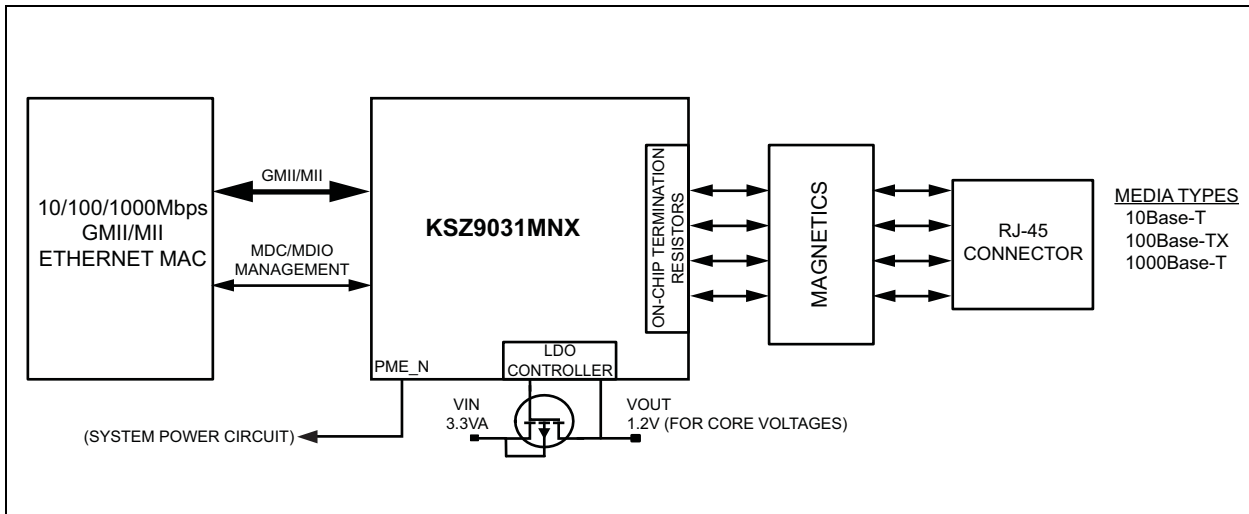 10/100/1000Mbps
GMII/MII
ETHERNET MAC
GMII/MII
MDC/MDIO
MANAGEMENT
KSZ9031MNX
ON-CHIP TERMINATION
RESISTORS
PME_N
LDO
CONTROLLER
MAGNETICS
RJ-45
CONNECTOR
MEDIA TYPES
10Base-T
100Base-TX
1000Base-T
VIN
3.3VA
VOUT
1.2V (FOR CORE VOLTAGES)
(SYSTEM POWER CIRCUIT)